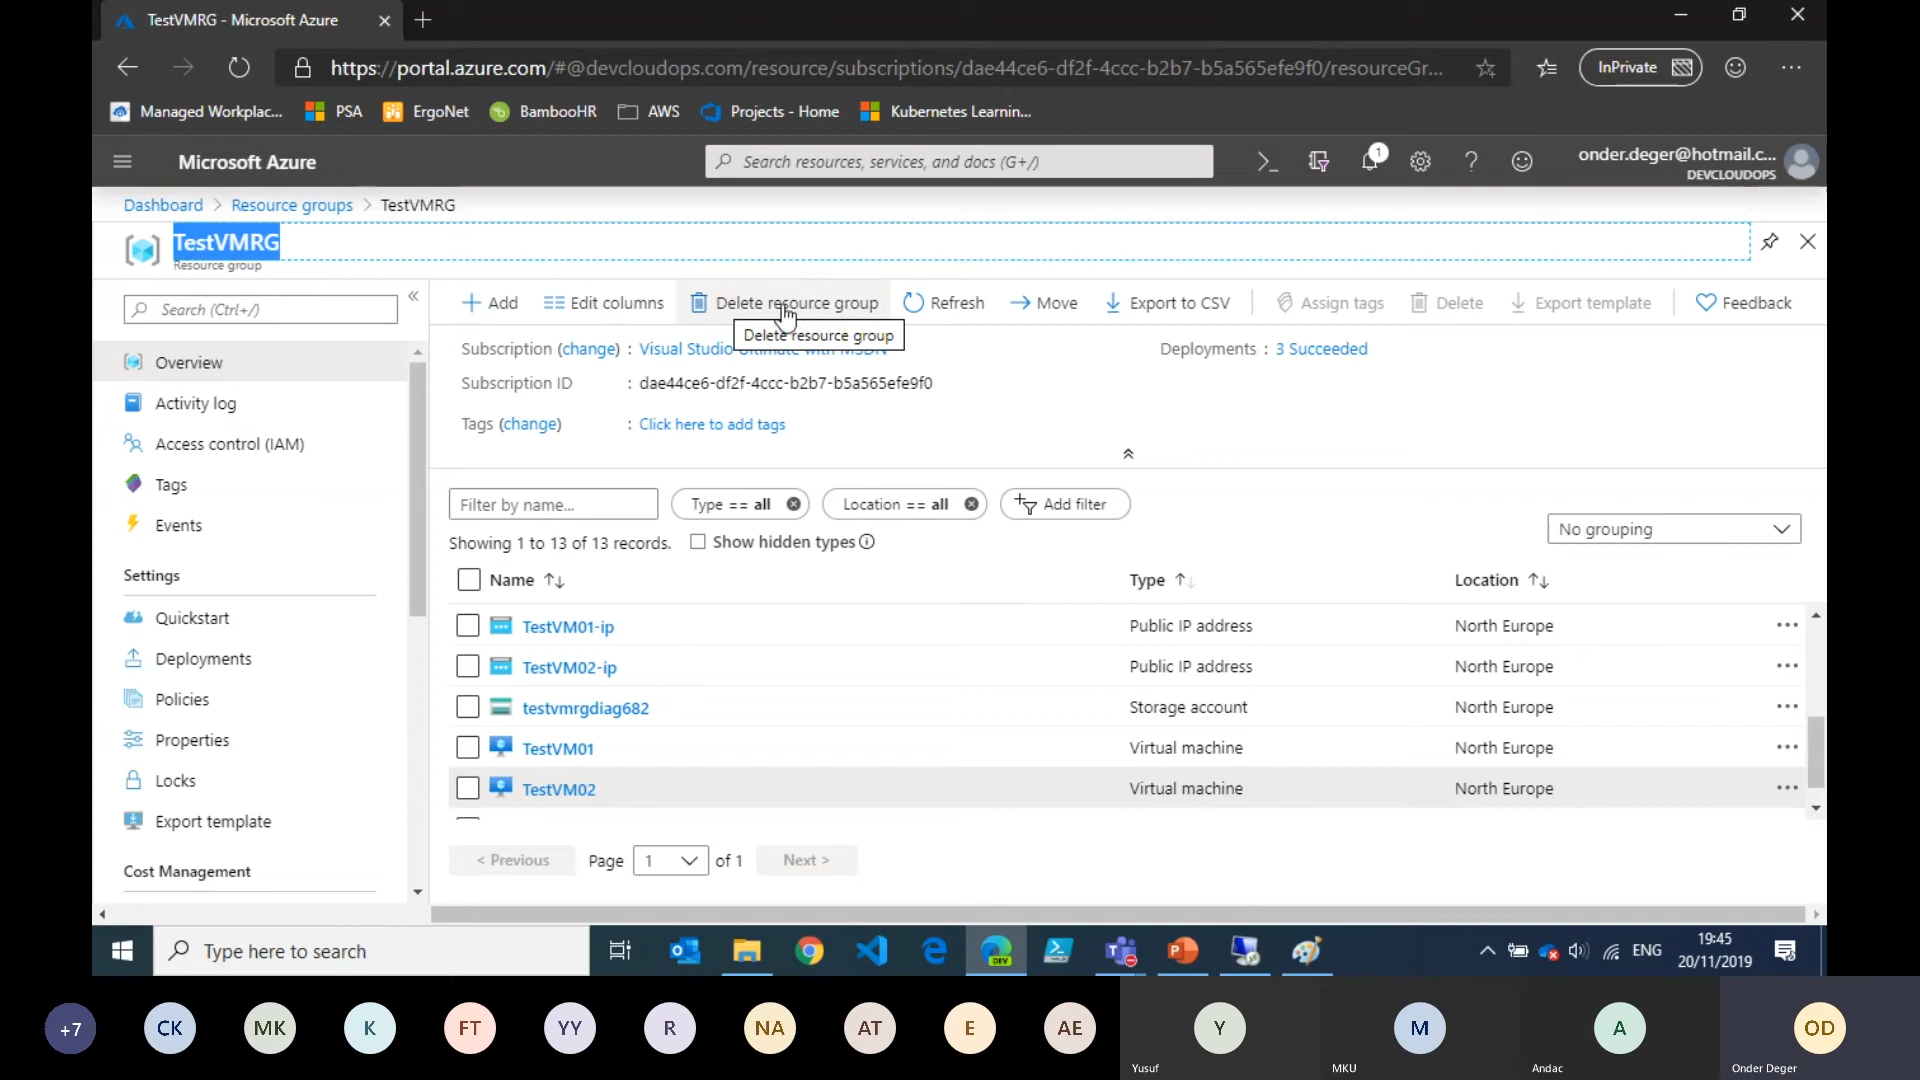 TestVMRG - Microsoft Azure
https://portal.azure.com/#@devcloudops.com/resource/subscriptions/dae44ce6-df2f-4ccc-b2b7-b5a565efe9f0/resourceGr...
InPrivate
Managed Workplac...
PSA
ErgoNet
BambooHR
AWS
Projects - Home
Kubernetes Learnin...
Microsoft Azure
Search resources, services, and docs (G+/)
1
onder.deger@hotmail.c...
DEVCLOUDOPS
Dashboard > Resource groups > TestVMRG
TestVMRG
Resource group
Search (Ctrl+/)
Add
Edit columns
Delete resource group
Refresh
Move
Export to CSV
Assign tags
Delete
Export template
Feedback
Delete resource group
Overview
Activity log
Access control (IAM)
Tags
Events
Settings
Quickstart
Deployments
Policies
Properties
Locks
Export template
Cost Management
Subscription (change) : Visual Studio Ultimate with MSDN
Deployments : 3 Succeeded
Subscription ID : dae44ce6-df2f-4ccc-b2b7-b5a565efe9f0
Tags (change) : Click here to add tags
Filter by name...
Type == all
Location == all
Add filter
Showing 1 to 13 of 13 records.
Show hidden types
No grouping
Name Type Location
TestVM01-ip Public IP address North Europe
TestVM02-ip Public IP address North Europe
testvmrgdiag682 Storage account North Europe
TestVM01 Virtual machine North Europe
TestVM02 Virtual machine North Europe
< Previous Page 1 of 1 Next >
Type here to search
DEV
ENG
19:45
20/11/2019
+7
CK
MK
K
FT
YY
R
NA
AT
E
AE
Y
M
A
OD
Yusuf
MKU
Andac
Onder Deger